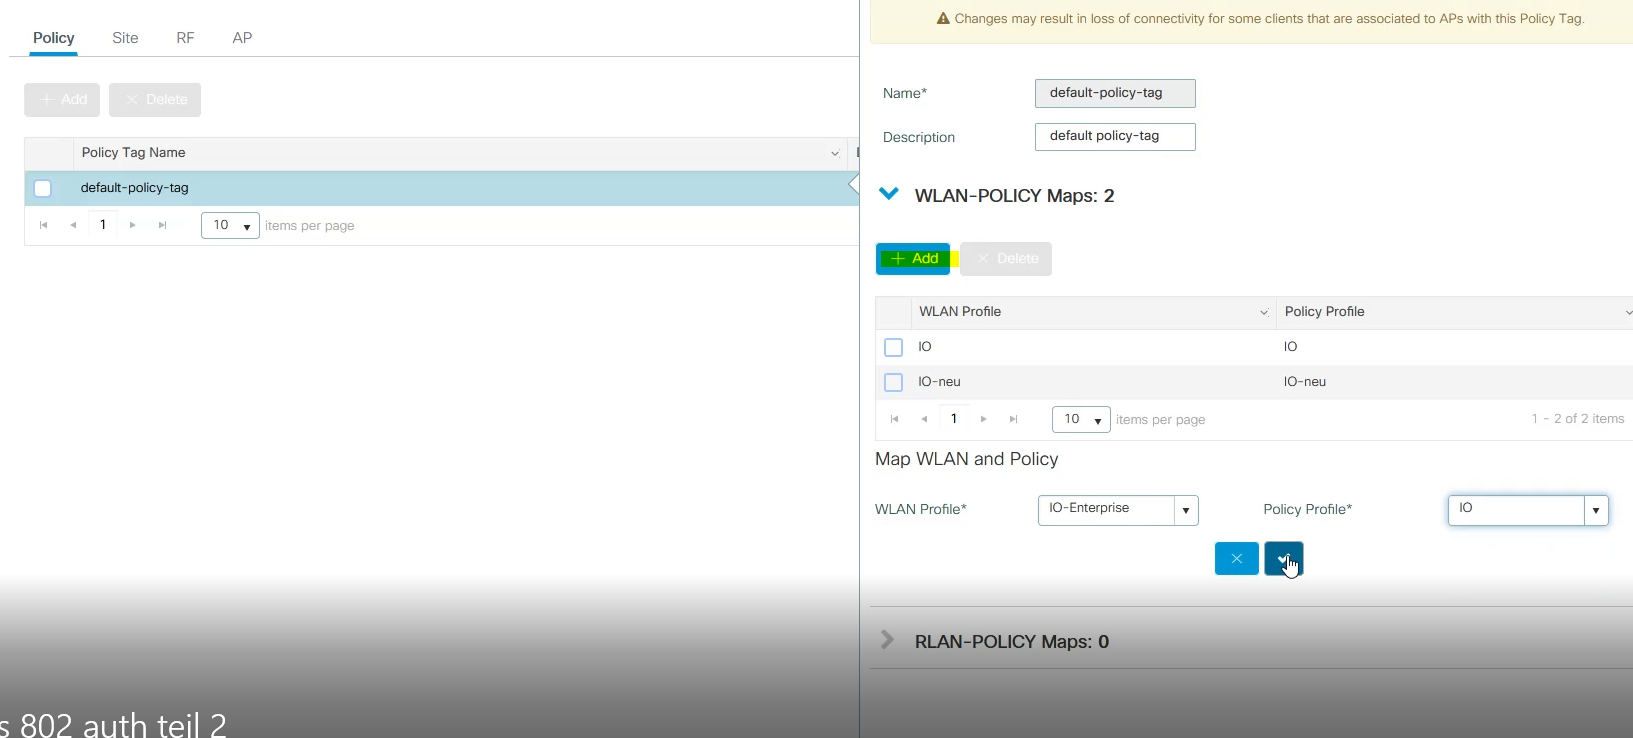 Policy Site RF AP
+ Add × Delete
Policy Tag Name
default-policy-tag
1 10 items per page
Changes may result in loss of connectivity for some clients that are associated to APs with this Policy Tag.
Name* default-policy-tag
Description default policy-tag
WLAN-POLICY Maps: 2
+ Add × Delete
WLAN Profile Policy Profile
IO IO
IO-neu IO-neu
1 10 items per page 1 - 2 of 2 items
Map WLAN and Policy
WLAN Profile* IO-Enterprise Policy Profile* IO
RLAN-POLICY Maps: 0
s 802 auth teil 2